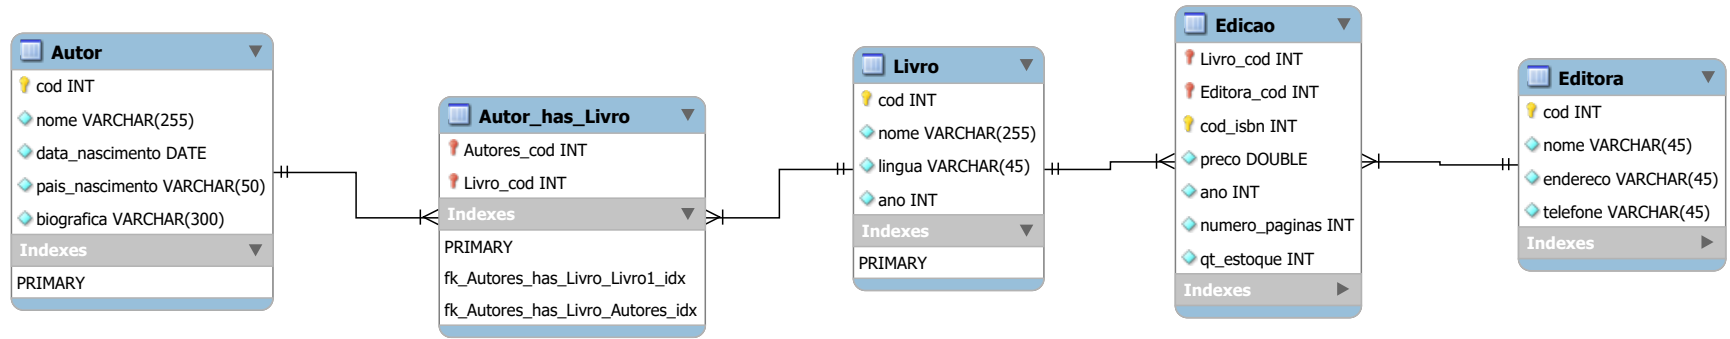 Autor
cod INT
nome VARCHAR(255)
data_nascimento DATE
pais_nascimento VARCHAR(50)
biografica VARCHAR(300)
Indexes
PRIMARY
Autor_has_Livro
Autores_cod INT
Livro_cod INT
Indexes
PRIMARY
fk_Autores_has_Livro_Livro1_idx
fk_Autores_has_Livro_Autores_idx
Livro
cod INT
nome VARCHAR(255)
lingua VARCHAR(45)
ano INT
Indexes
PRIMARY
Edicao
Livro_cod INT
Editora_cod INT
cod_isbn INT
preco DOUBLE
ano INT
numero_paginas INT
qt_estoque INT
Indexes
Editora
cod INT
nome VARCHAR(45)
endereco VARCHAR(45)
telefone VARCHAR(45)
Indexes